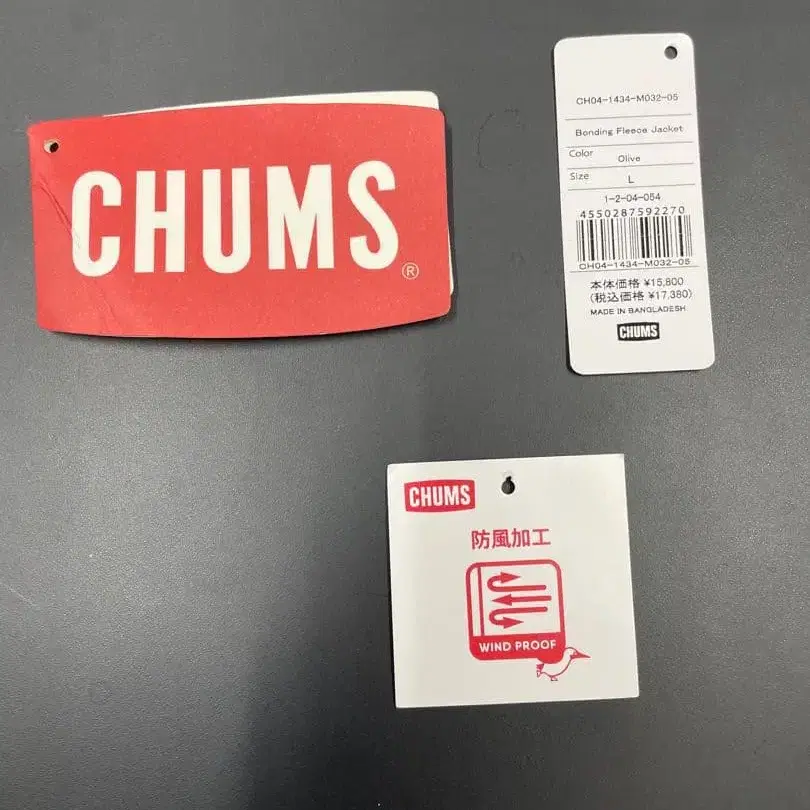 CHUMS®
CH04-1434-M032-05
Bonding Fleece Jacket
Color Olive
Size L
1-2-04-054
4550287592270
CH04-1434-M032-05
本体価格 ¥15,800
(税込価格 ¥17,380)
MADE IN BANGLADESH
CHUMS
CHUMS
防風加工
WIND PROOF